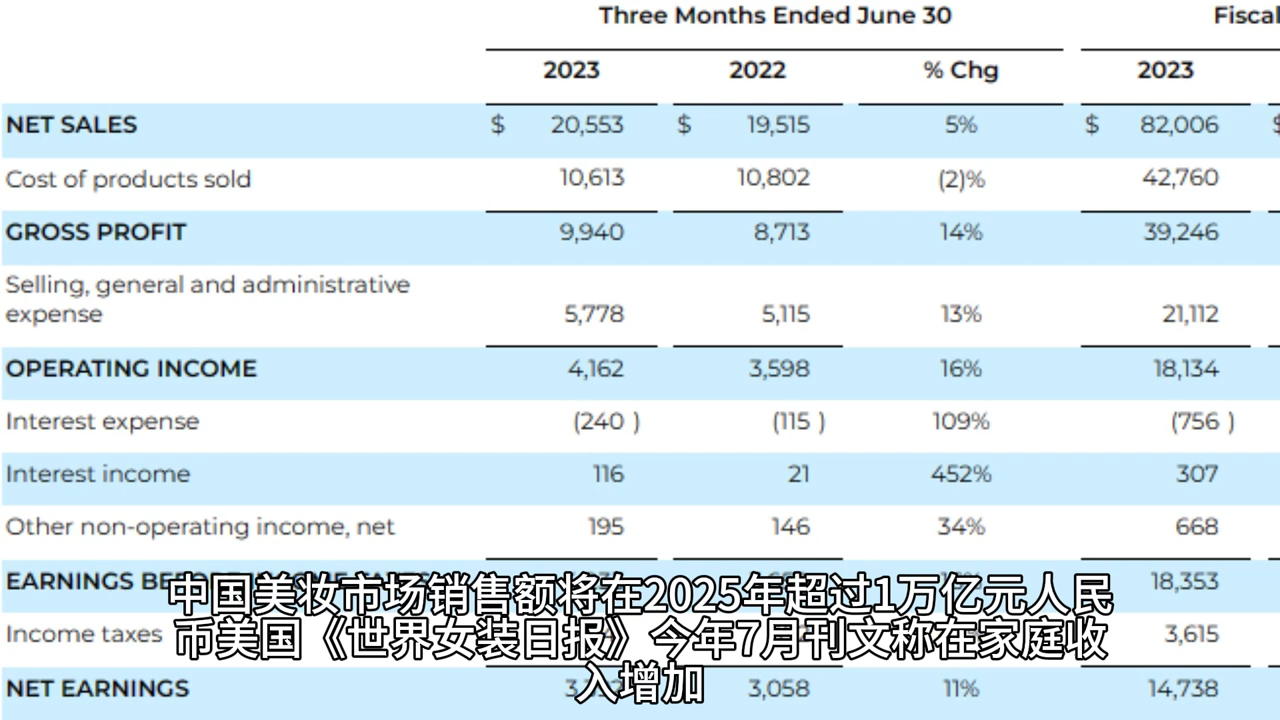 Three Months Ended June 30 Fiscal
2023 2022 % Chg 2023
NET SALES $ 20,553 $ 19,515 5% $ 82,006 $
Cost of products sold 10,613 10,802 (2)% 42,760
GROSS PROFIT 9,940 8,713 14% 39,246
Selling, general and administrative
expense 5,778 5,115 13% 21,112
OPERATING INCOME 4,162 3,598 16% 18,134
Interest expense (240 ) (115 ) 109% (756 )
Interest income 116 21 452% 307
Other non-operating income, net 195 146 34% 668
EARNINGS 18,353
中国美妆市场销售额将在2025年超过1万亿元人民
Income taxes 3,615
币美国《世界女装日报》今年7月刊文称在家庭收
NET EARNINGS 3,058 11% 14,738
入增加